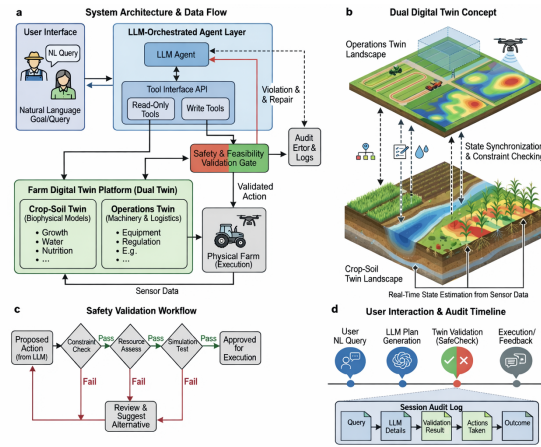 a
System Architecture & Data Flow
User Interface
NL Query
Natural Language
Goal/Query
LLM-Orchestrated Agent Layer
LLM Agent
Tool Interface API
Read-Only
Tools
Write Tools
Violation &
& Repair
Audit
Ertor &
& Logs
Safety & Feasibility
Validation Gate
Validated
Action
Farm Digital Twin Platform (Dual Twin)
Crop-Soil Twin
(Biophysical Models)
• Growth
• Water
• Nutrition
• ...
Operations Twin
(Machinery & Logistics)
• Equipment
• Regulation
• E.g.
• ...
Physical Farm
(Execution)
Sensor Data
b
Dual Digital Twin Concept
Operations Twin
Landscape
State Synchronization
& Constraint Checking
Crop-Soil
Twin Landscape
Real-Time State Estimation from Sensor Data
c
Safety Validation Workflow
Proposed
Action
(from LLM)
Constraint
Check
Pass
Resource
Assess
Pass
Simulation
Test
Pass
Approved for
Execution
Fail
Fail
Fail
Review &
Suggest
Alternative
d
User Interaction & Audit Timeline
User
NL Query
LLM Plan
Generation
Twin Validation
(SafeCheck)
Execution/
Feedback
Session Audit Log
Query
LLM
Details
Validation
Result
Actions
Taken
Outcome